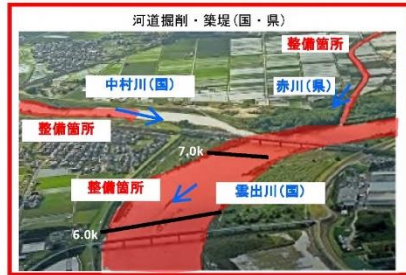 河道掘削・築堤(国・県)
整備箇所
中村川(国)
赤川(県)
整備箇所
7.0k
整備箇所
雲出川(国)
6.0k